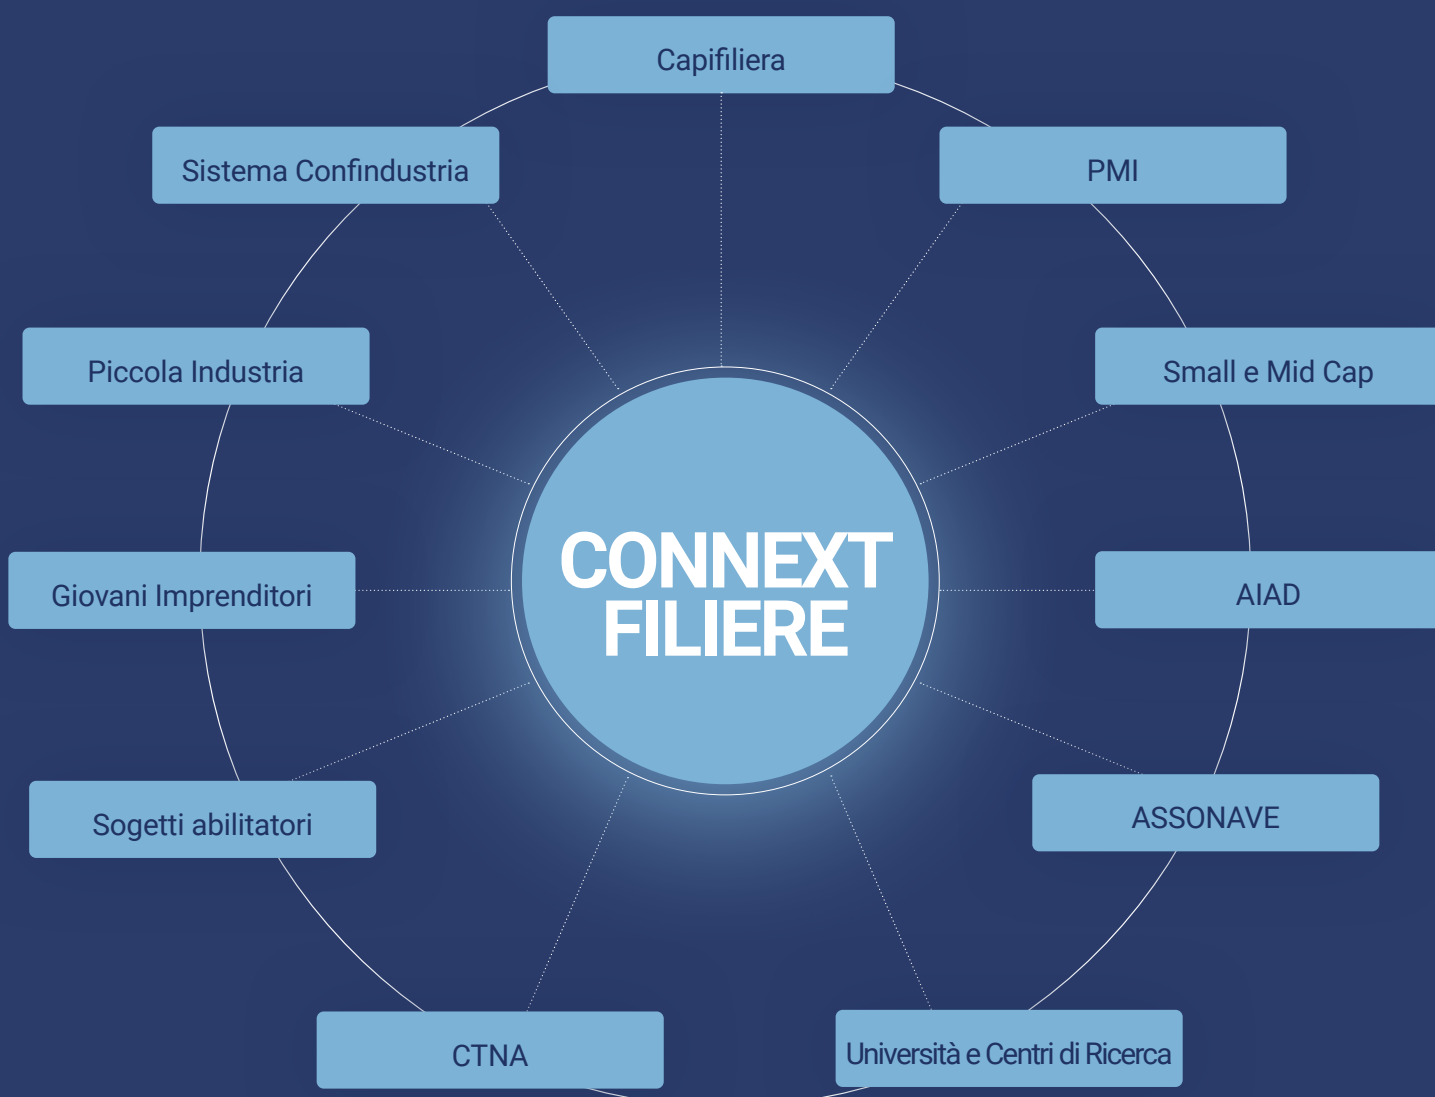 Capifiliera
Sistema Confindustria
PMI
Piccola Industria
Small e Mid Cap
CONNEXT
FILIERE
Giovani Imprenditori
AIAD
Sogetti abilitatori
ASSONAVE
CTNA
Università e Centri di Ricerca